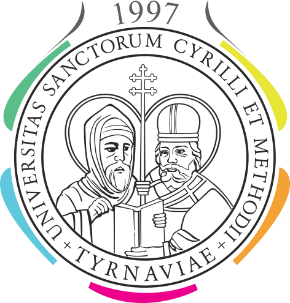 1997
UNIVERSITAS SANCTORUM CYRILLI ET METHODII
+ TYRNAVIAE +